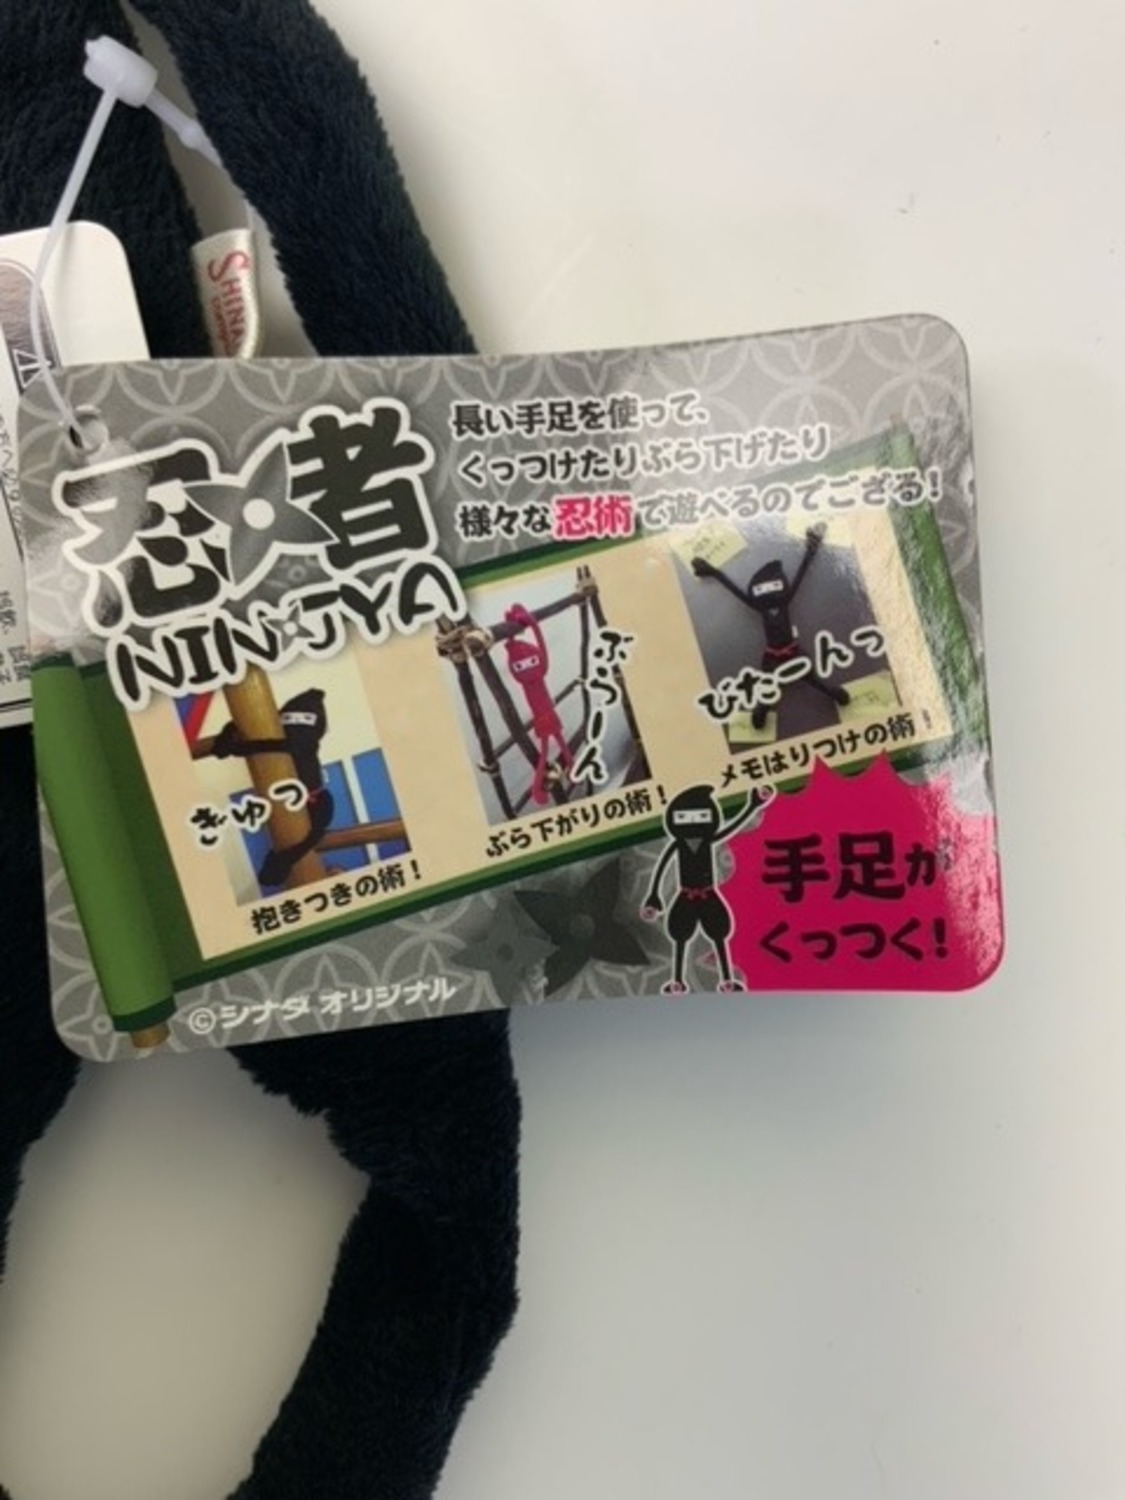 SHINA
忍者
NINJYA
長い手足を使って、
くっつけたりぶら下げたり
様々な忍術で遊べるのでござる！
ぎゅっ
抱きつきの術！
ぶらーん
ぶら下がりの術！
びたーんっ
メモはりつけの術！
手足が
くっつく！
©シナダ オリジナル